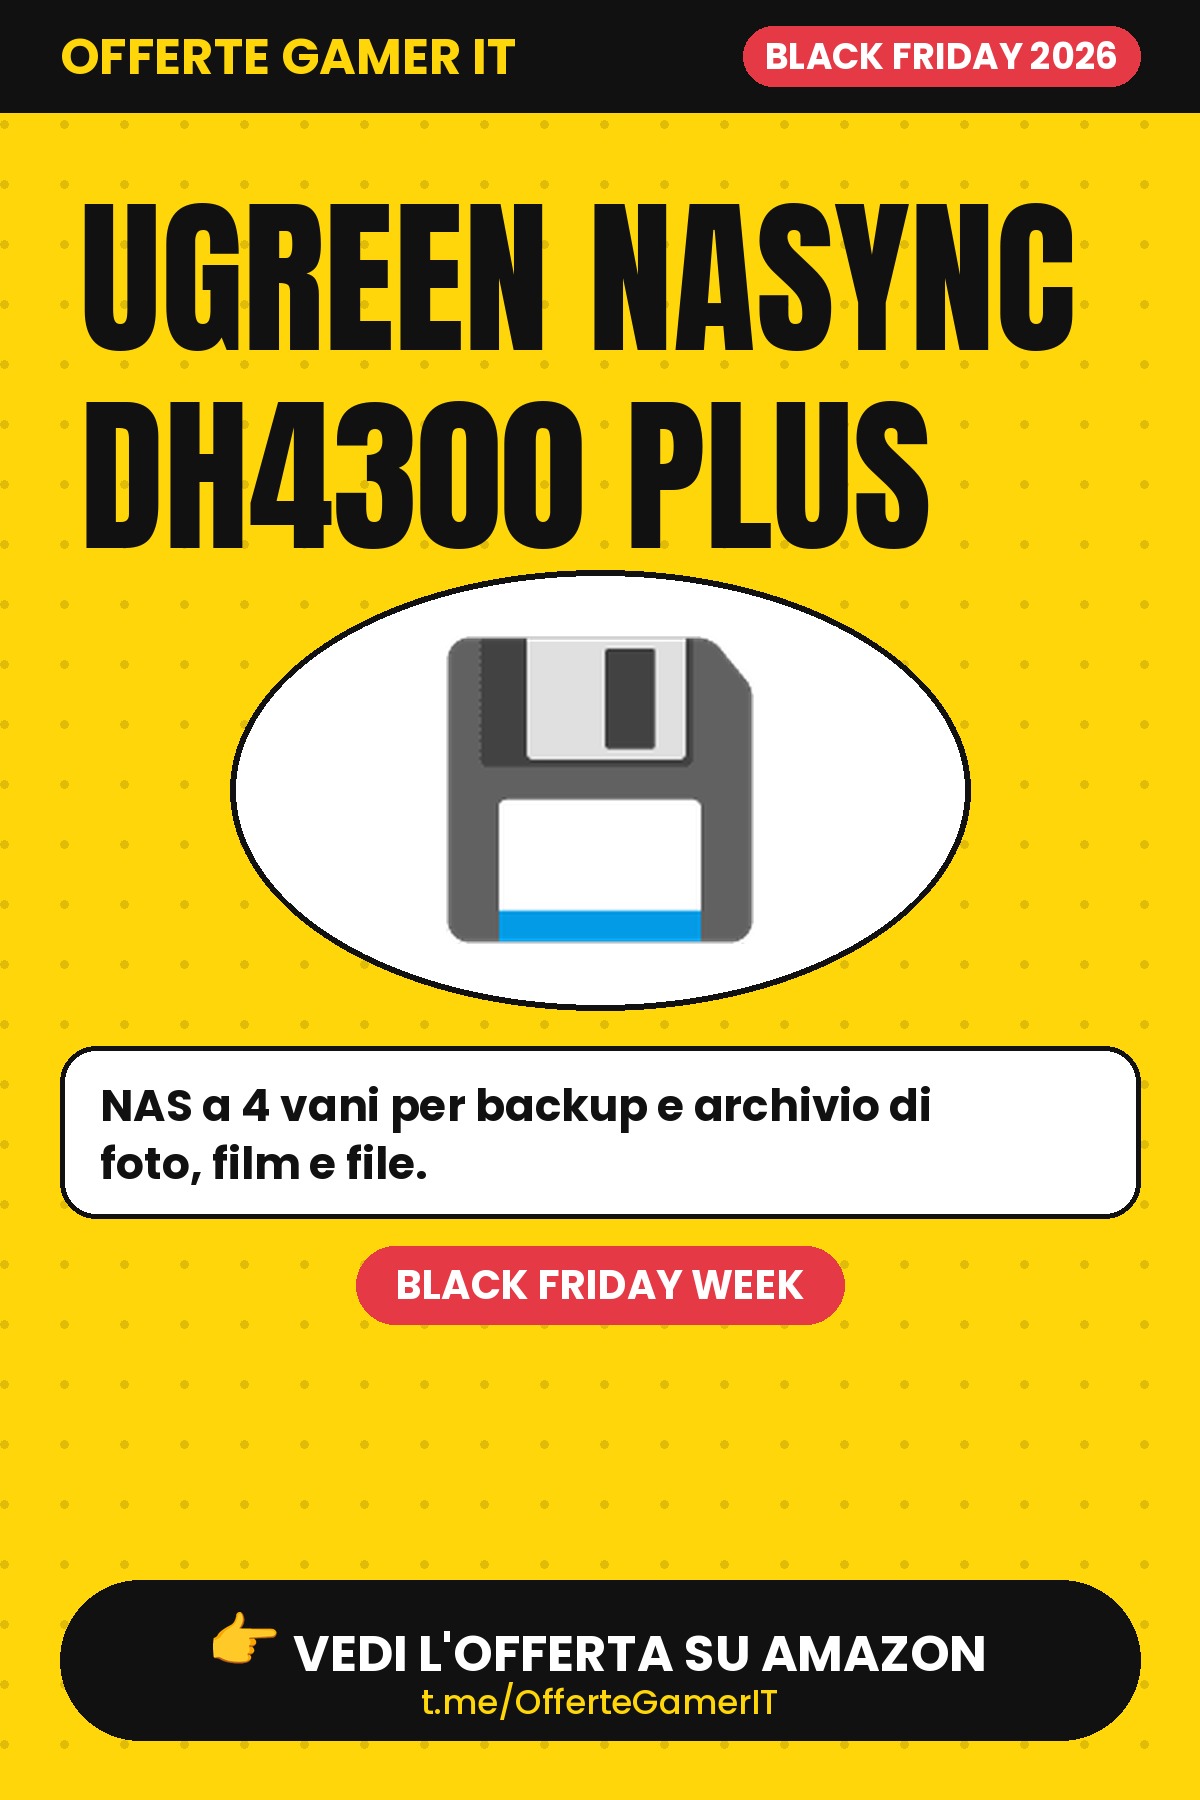 OFFERTE GAMER IT
BLACK FRIDAY 2026
UGREEN NASYNC
DH4300 PLUS
NAS a 4 vani per backup e archivio di
foto, film e file.
BLACK FRIDAY WEEK
VEDI L'OFFERTA SU AMAZON
t.me/OfferteGamerIT